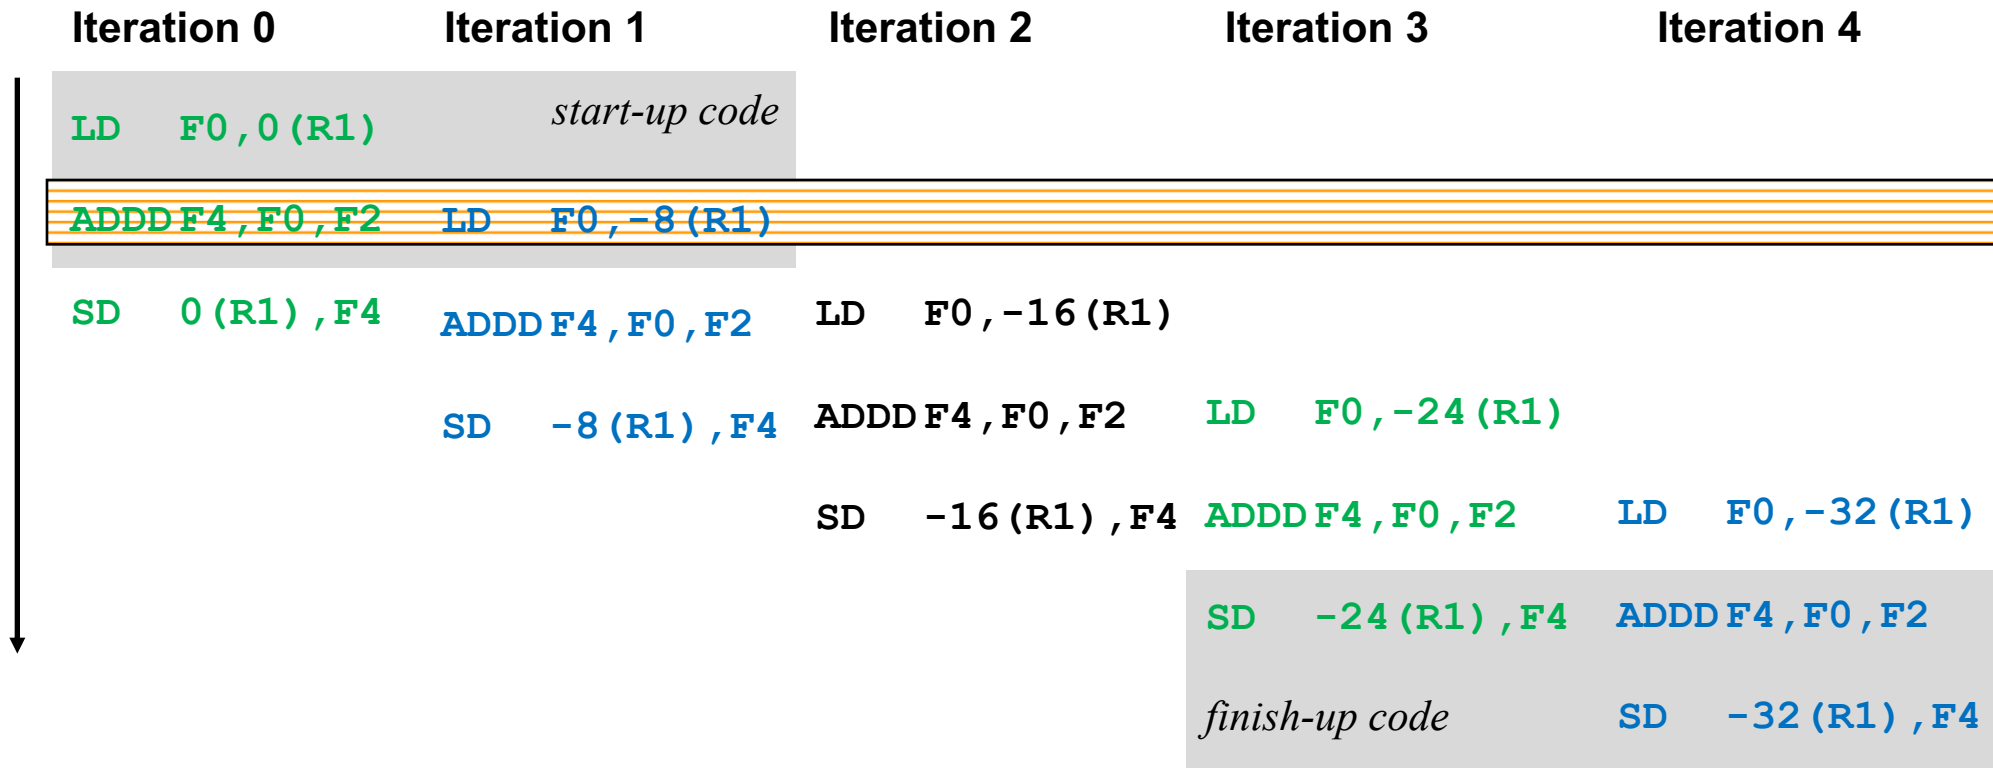 Iteration 0 Iteration 1 Iteration 2 Iteration 3 Iteration 4
start-up code
LD F0,0(R1)
ADDD F4,F0,F2 LD F0,-8(R1)
SD 0(R1),F4 ADDD F4,F0,F2 LD F0,-16(R1)
SD -8(R1),F4 ADDD F4,F0,F2 LD F0,-24(R1)
SD -16(R1),F4 ADDD F4,F0,F2 LD F0,-32(R1)
SD -24(R1),F4 ADDD F4,F0,F2
finish-up code SD -32(R1),F4